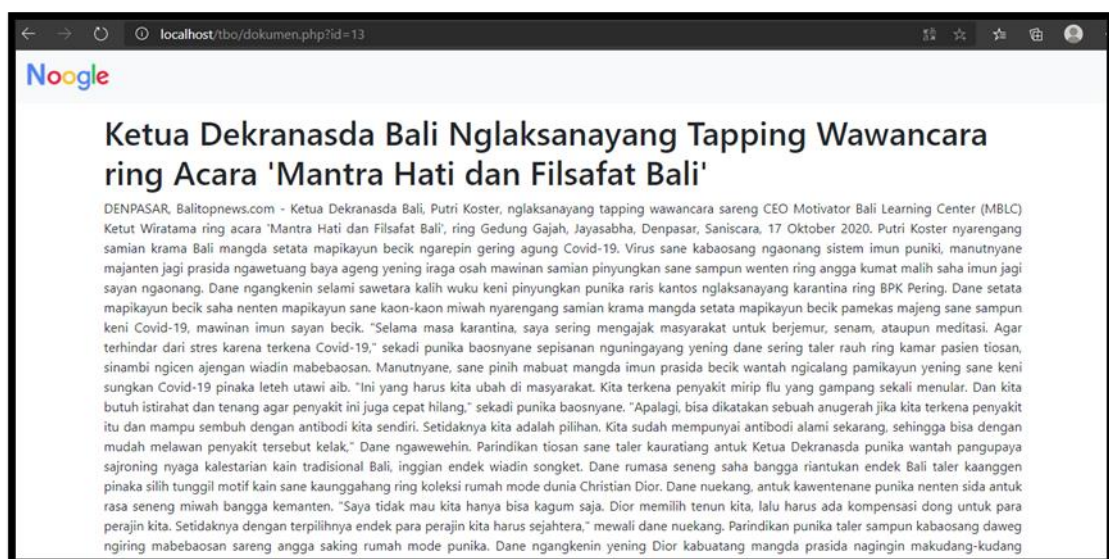 localhost/tbo/dokumen.php?id=13
Noogle
Ketua Dekranasda Bali Nglaksanayang Tapping Wawancara
ring Acara 'Mantra Hati dan Filsafat Bali'
DENPASAR, Balitopnews.com - Ketua Dekranasda Bali, Putri Koster, nglaksanayang tapping wawancara sareng CEO Motivator Bali Learning Center (MBLC)
Ketut Wiratama ring acara 'Mantra Hati dan Filsafat Bali', ring Gedung Gajah, Jayasabha, Denpasar, Saniscara, 17 Oktober 2020. Putri Koster nyarengang
samian krama Bali mangda setata mapikayun becik ngarepin gering agung Covid-19. Virus sane kabaosang ngaonang sistem imun puniki, manutnyane
majanten jagi prasida ngawetuang baya ageng yening iraga osah mawinan samian pinyungkan sane sampun wenten ring angga kumat malih saha imun jagi
sayan ngaonang. Dane ngangkenin selami sawetara kalih wuku keni pinyungkan punika raris kantos nglaksanayang karantina ring BPK Pering. Dane setata
mapikayun becik saha nenten mapikayun sane kaon-kaon miwah nyarengang samian krama mangda setata mapikayun becik pamekas majeng sane sampun
keni Covid-19, mawinan imun sayan becik. "Selama masa karantina, saya sering mengajak masyarakat untuk berjemur, senam, ataupun meditasi. Agar
terhindar dari stres karena terkena Covid-19," sekadi punika baosnyane sepisanan nguningayang yening dane sering taler rauh ring kamar pasien tiosan,
sinambi ngicen ajengan wiadin mabebaosan. Manutnyane, sane pinih mabuat mangda imun prasida becik wantah ngicalang pamikayun yening sane keni
sungkan Covid-19 pinaka leteh utawi aib. "Ini yang harus kita ubah di masyarakat. Kita terkena penyakit mirip flu yang gampang sekali menular. Dan kita
butuh istirahat dan tenang agar penyakit ini juga cepat hilang," sekadi punika baosnyane. "Apalagi, bisa dikatakan sebuah anugerah jika kita terkena penyakit
itu dan mampu sembuh dengan antibodi kita sendiri. Setidaknya kita adalah pilihan. Kita sudah mempunyai antibodi alami sekarang, sehingga bisa dengan
mudah melawan penyakit tersebut kelak," Dane ngawewehin. Parindikan tiosan sane taler kauratiang antuk Ketua Dekranasda punika wantah pangupaya
sajroning nyaga kalestarian kain tradisional Bali, inggian endek wiadin songket. Dane rumasa seneng saha bangga riantukan endek Bali taler kaanggen
pinaka silih tunggil motif kain sane kaunggahang ring koleksi rumah mode dunia Christian Dior. Dane nuekang, antuk kawentenane punika nenten sida antuk
rasa seneng miwah bangga kemanten. "Saya tidak mau kita hanya bisa kagum saja. Dior memilih tenun kita, lalu harus ada kompensasi dong untuk para
perajin kita. Setidaknya dengan terpilihnya endek para perajin kita harus sejahtera," mewali dane nuekang. Parindikan punika taler sampun kabaosang daweg
ngiring mabebaosan sareng angga saking rumah mode punika. Dane ngangkenin yening Dior kabuatang mangda prasida nagingin makudang-kudang